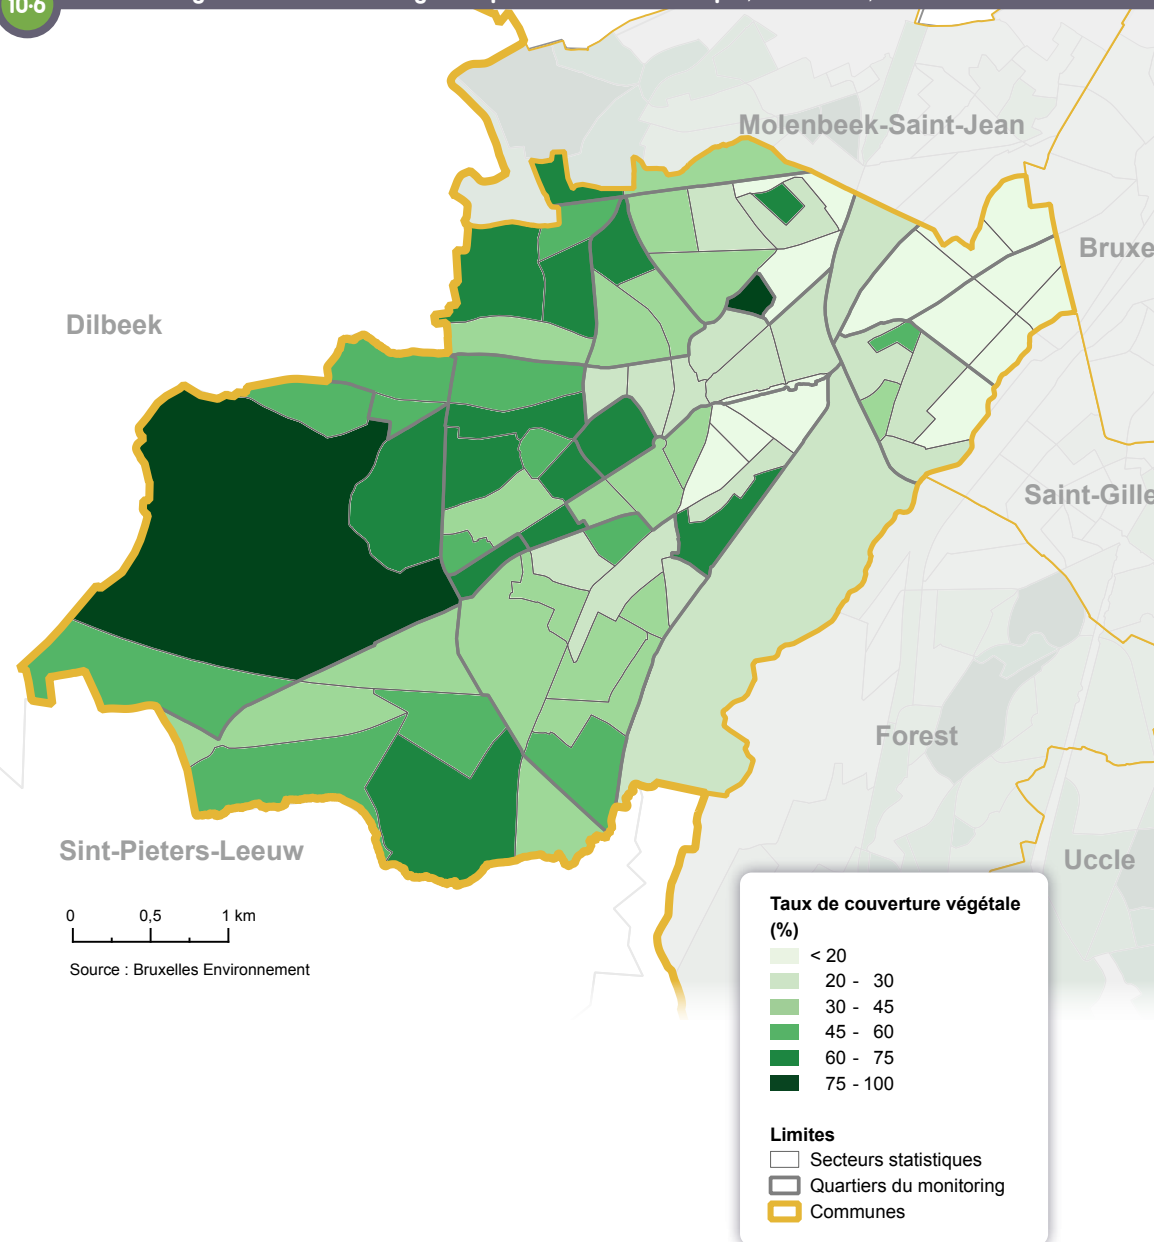 10·6
Molenbeek-Saint-Jean
Dilbeek
Saint-Gille
Forest
Sint-Pieters-Leeuw
Uccle
0 0,5 1 km
Source : Bruxelles Environnement
Taux de couverture végétale
(%)
< 20
20 - 30
30 - 45
45 - 60
60 - 75
75 - 100
Limites
Secteurs statistiques
Quartiers du monitoring
Communes
Bruxe